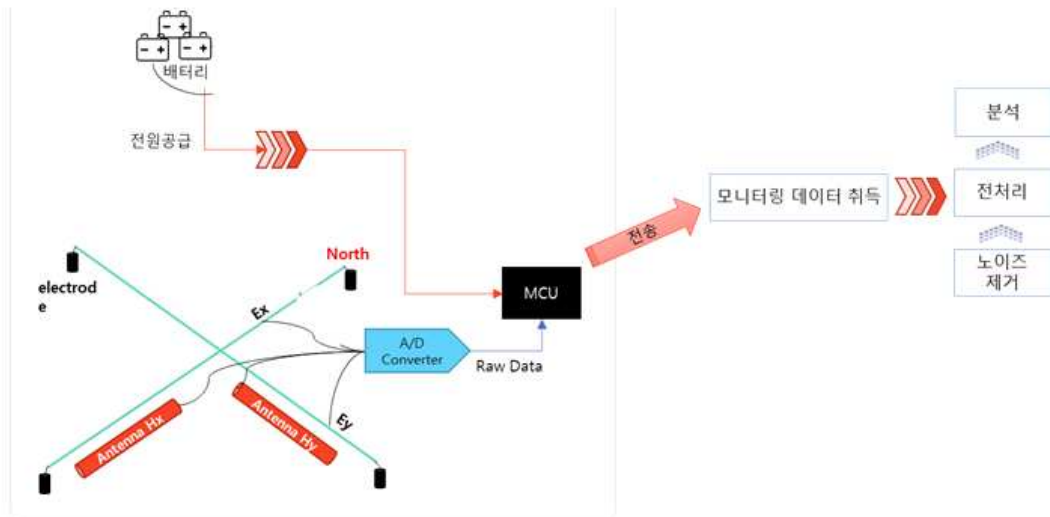 배터리
전원공급
North
electrod
e
Ex
Antenna Hx
Antenna Hy
Ey
A/D
Converter
Raw Data
MCU
전송
모니터링 데이터 취득
분석
전처리
노이즈
제거